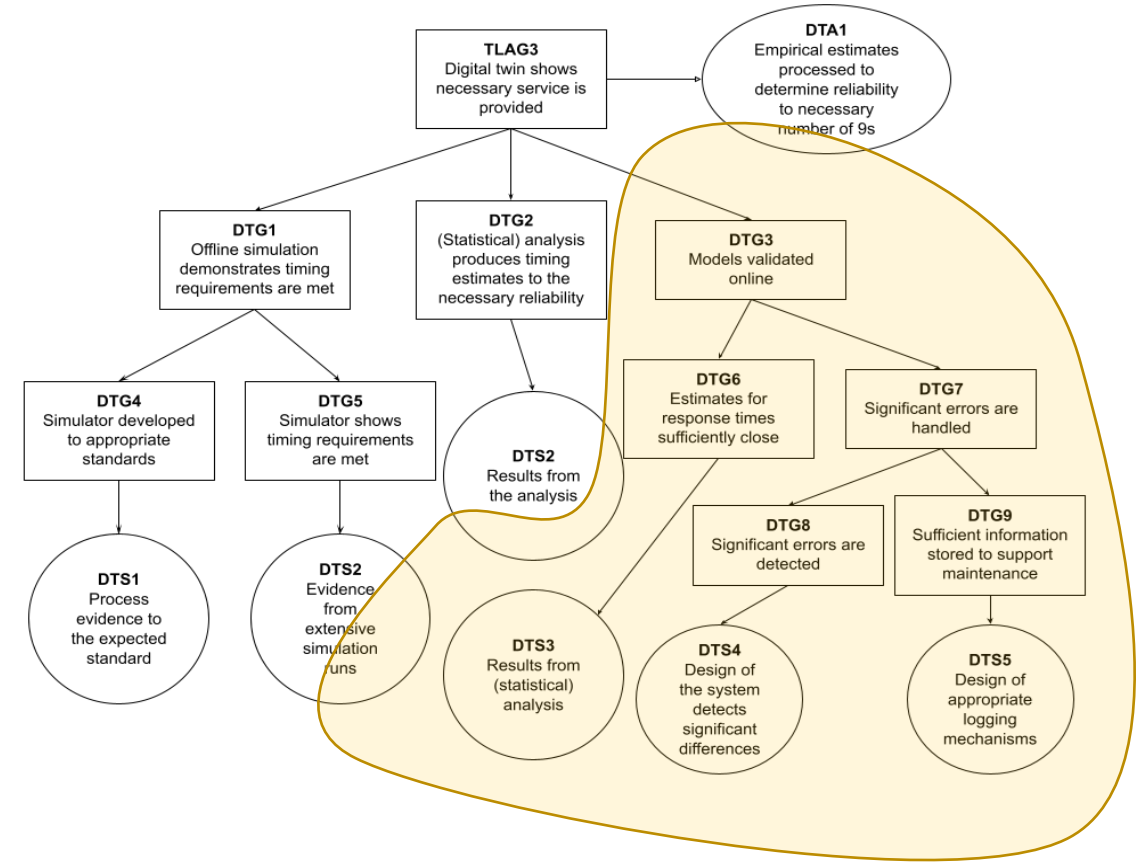 TLAG3
Digital twin shows
necessary service is
provided
DTA1
Empirical estimates
processed to
determine reliability
to necessary
number of 9s
DTG1
Offline simulation
demonstrates timing
requirements are met
DTG2
(Statistical) analysis
produces timing
estimates to the
necessary reliability
DTG3
Models validated
online
DTG4
Simulator developed
to appropriate
standards
DTG5
Simulator shows
timing requirements
are met
DTS2
Results from
the analysis
DTG6
Estimates for
response times
sufficiently close
DTG7
Significant errors are
handled
DTG8
Significant errors are
detected
DTG9
Sufficient information
stored to support
maintenance
DTS1
Process
evidence to
the expected
standard
DTS2
Evidence
from
extensive
simulation
runs
DTS3
Results from
(statistical)
analysis
DTS4
Design of
the system
detects
significant
differences
DTS5
Design of
appropriate
logging
mechanisms